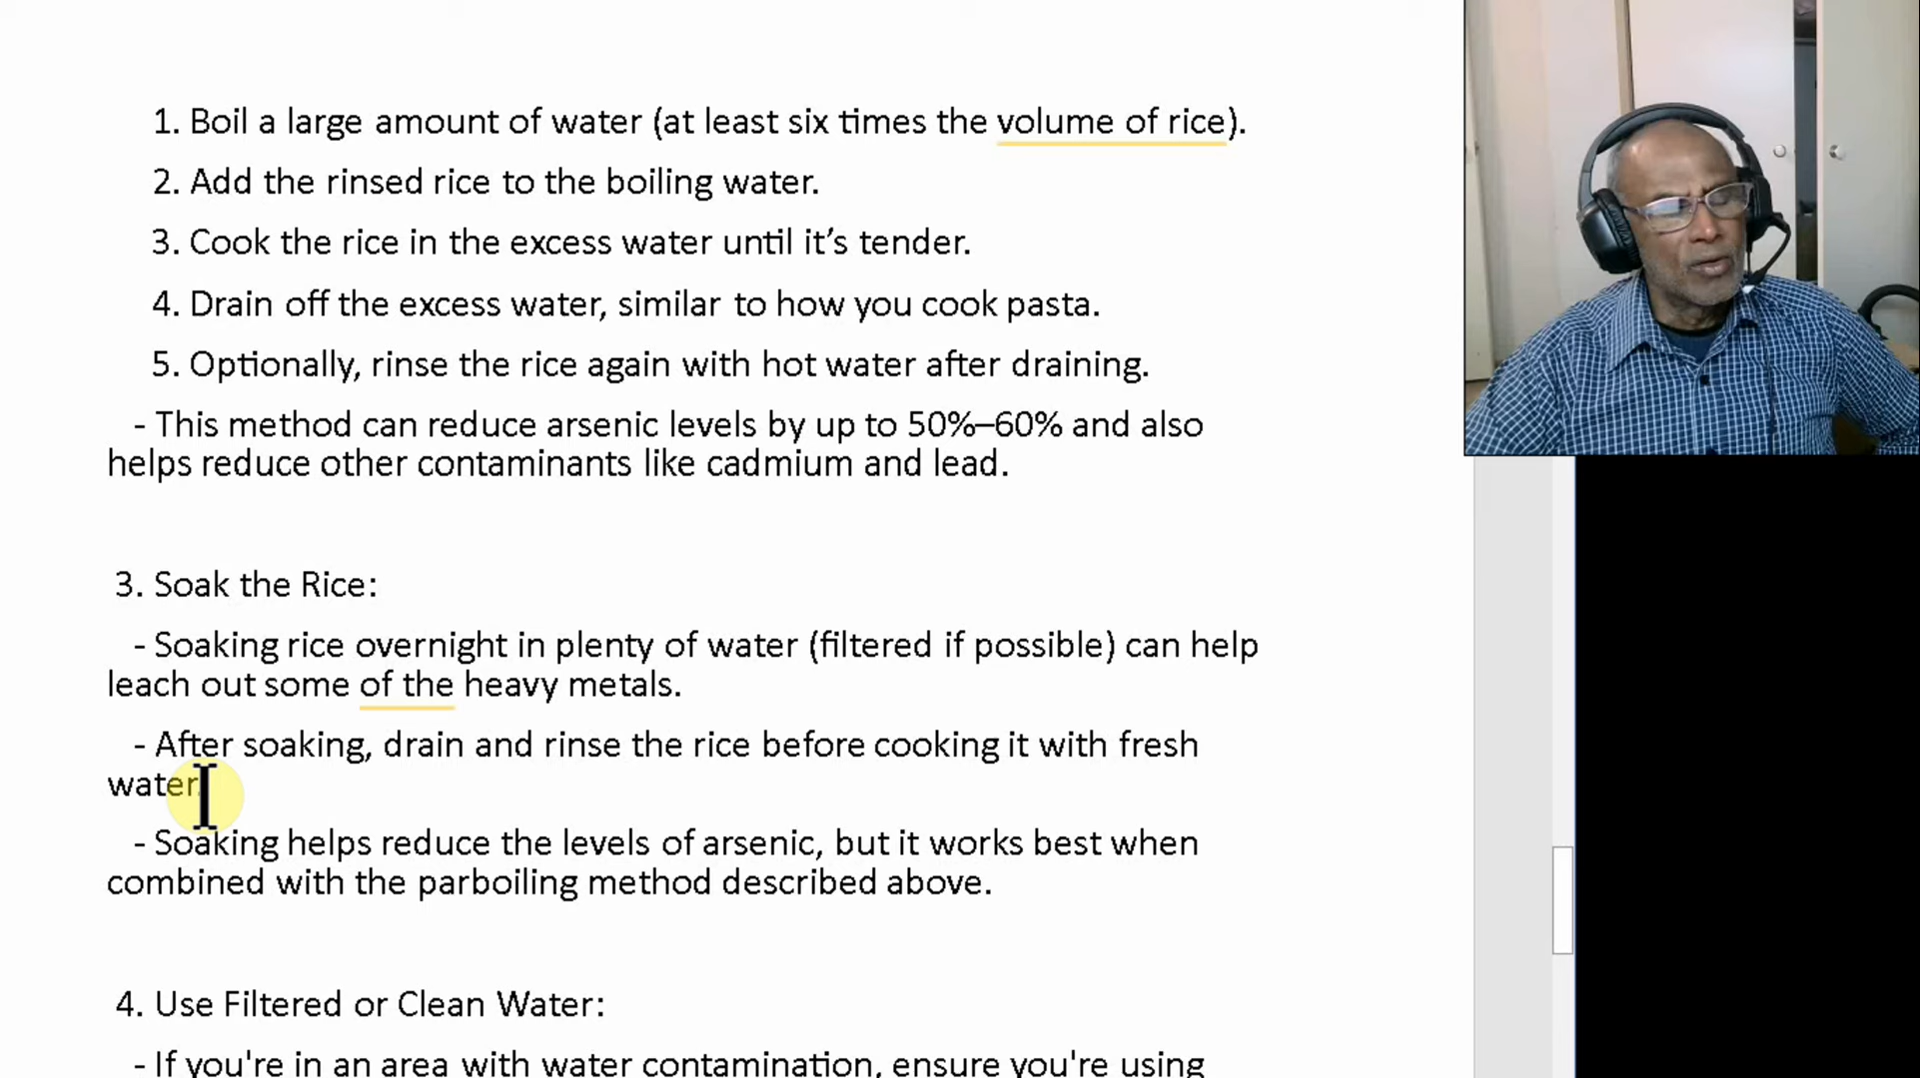 1. Boil a large amount of water (at least six times the volume of rice).
2. Add the rinsed rice to the boiling water.
3. Cook the rice in the excess water until it’s tender.
4. Drain off the excess water, similar to how you cook pasta.
5. Optionally, rinse the rice again with hot water after draining.
- This method can reduce arsenic levels by up to 50%–60% and also
helps reduce other contaminants like cadmium and lead.
3. Soak the Rice:
- Soaking rice overnight in plenty of water (filtered if possible) can help
leach out some of the heavy metals.
- After soaking, drain and rinse the rice before cooking it with fresh
water.
- Soaking helps reduce the levels of arsenic, but it works best when
combined with the parboiling method described above.
4. Use Filtered or Clean Water:
- If you're in an area with water contamination, ensure you're using